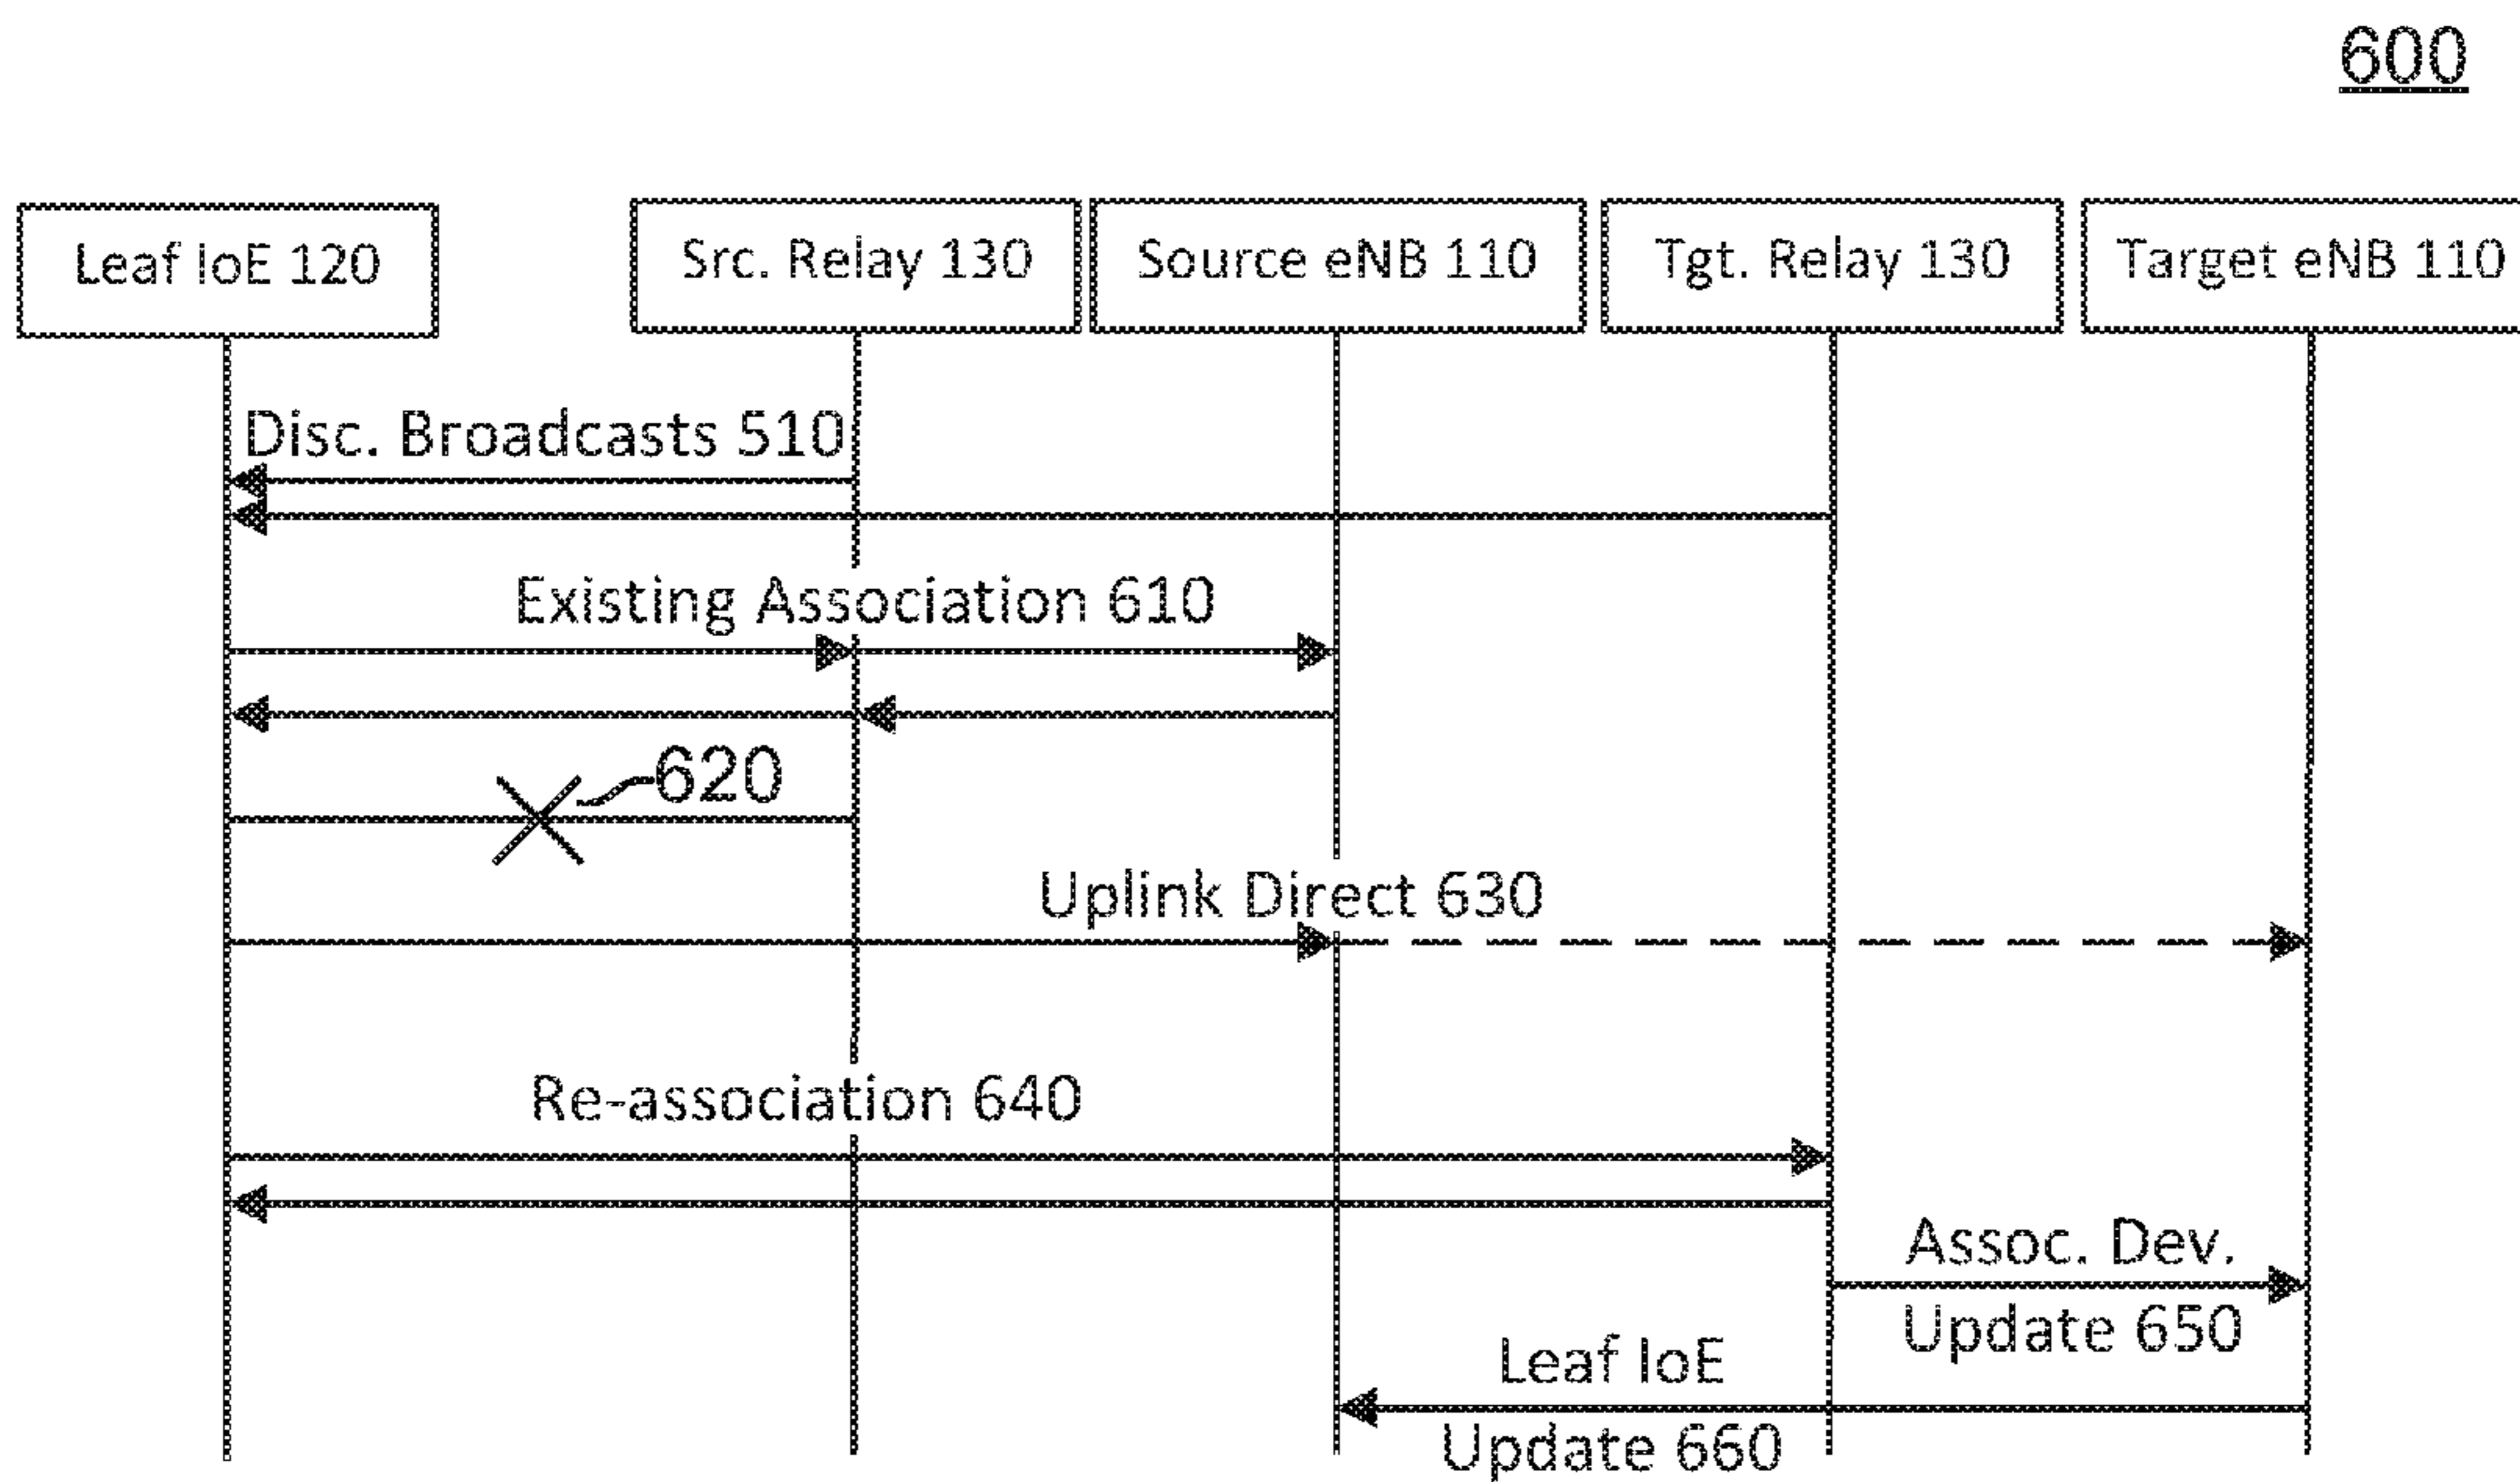 600
Leaf IoE 120
Src. Relay 130
Source eNB 110
Tgt. Relay 130
Target eNB 110
Disc. Broadcasts 510
Existing Association 610
620
Uplink Direct 630
Re-association 640
Assoc. Dev.
Update 650
Leaf IoE
Update 660